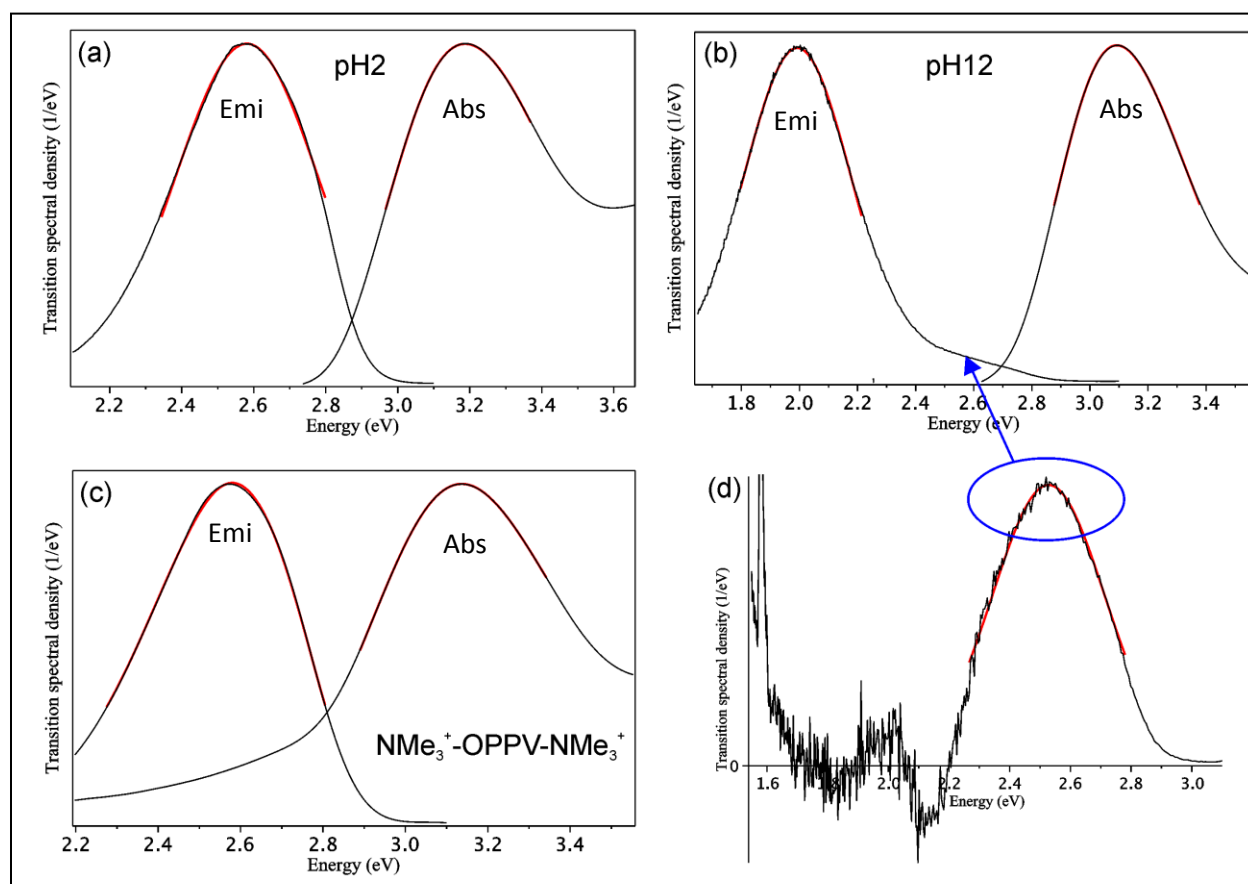 (a)
pH2
Emi
Abs
Transition spectral density (1/eV)
2.2 2.4 2.6 2.8 3.0 3.2 3.4 3.6
Energy (eV)
(b)
pH12
Emi
Abs
Transition spectral density (1/eV)
1.8 2.0 2.2 2.4 2.6 2.8 3.0 3.2 3.4
Energy (eV)
(c)
Emi
Abs
NMe₃⁺-OPPV-NMe₃⁺
Transition spectral density (1/eV)
2.2 2.4 2.6 2.8 3.0 3.2 3.4
Energy (eV)
(d)
Transition spectral density (1/eV)
0
1.6 1.8 2.0 2.2 2.4 2.6 2.8 3.0
Energy (eV)